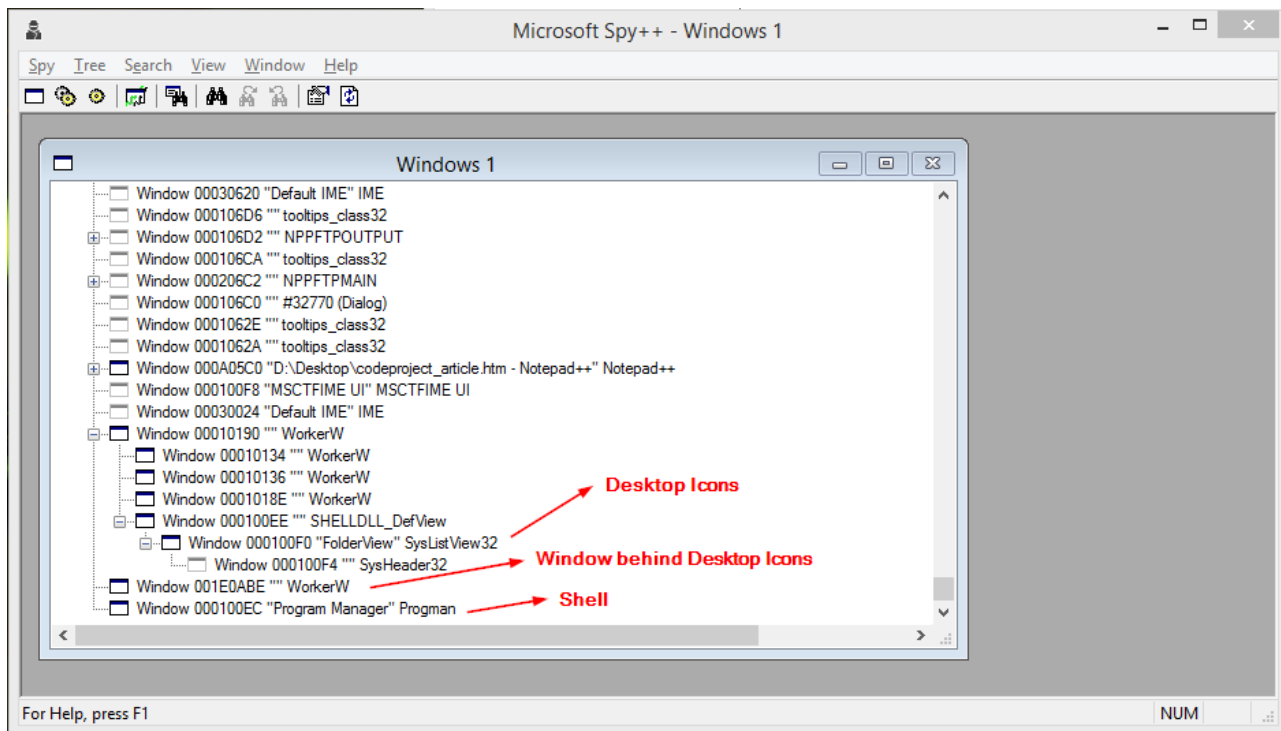 Microsoft Spy++ - Windows 1
Spy Tree Search View Window Help
Windows 1
Window 00030620 "Default IME" IME
Window 000106D6 "" tooltips_class32
Window 000106D2 "" NPPFTPOUTPUT
Window 000106CA "" tooltips_class32
Window 000206C2 "" NPPFTPMAIN
Window 000106C0 "" #32770 (Dialog)
Window 0001062E "" tooltips_class32
Window 0001062A "" tooltips_class32
Window 000A05C0 "D:\Desktop\codeproject_article.htm - Notepad++" Notepad++
Window 000100F8 "MSCTFIME UI" MSCTFIME UI
Window 00030024 "Default IME" IME
Window 00010190 "" WorkerW
Window 00010134 "" WorkerW
Window 00010136 "" WorkerW
Window 0001018E "" WorkerW
Desktop Icons
Window 000100EE "" SHELLDLL_DefView
Window 000100F0 "FolderView" SysListView32
Window 000100F4 "" SysHeader32
Window behind Desktop Icons
Window 001E0ABE "" WorkerW
Window 000100EC "Program Manager" Progman
Shell
For Help, press F1
NUM